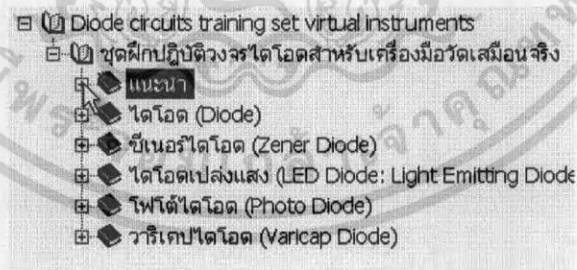 Diode circuits training set virtual instruments
ชุดฝึกปฏิบัติวงจรไดโอดสำหรับเครื่องมือวัดเสมือนจริง
แนะนำ
ไดโอด (Diode)
ซีเนอร์ไดโอด (Zener Diode)
ไดโอดเปล่งแสง (LED Diode: Light Emitting Diode
โฟโต้ไดโอด (Photo Diode)
วาริแคปไดโอด (Varicap Diode)